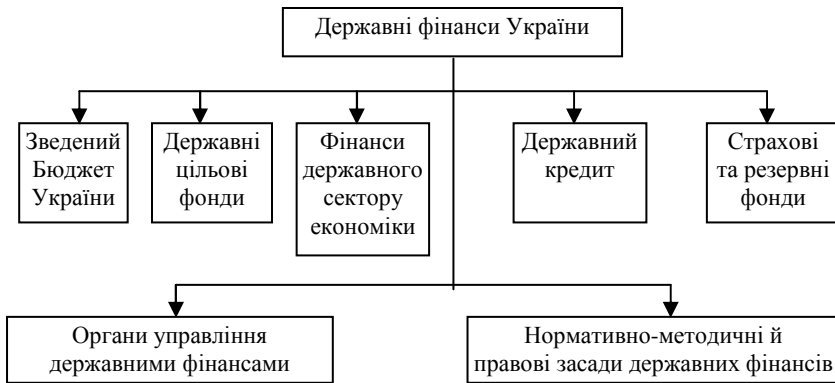 Державні фінанси України
Зведений
Бюджет
України
Державні
цільові
фонди
Фінанси
державного
сектору
економіки
Державний
кредит
Страхові
та резервні
фонди
Органи управління
державними фінансами
Нормативно-методичні й
правові засади державних фінансів